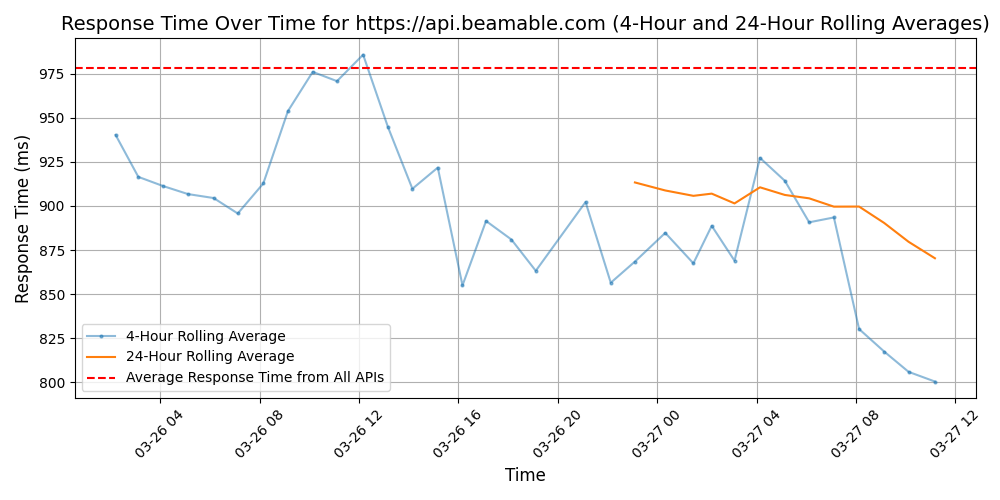 Response Time Over Time for https://api.beamable.com (4-Hour and 24-Hour Rolling Averages)
Response Time (ms)
975
950
925
900
875
850
825
800
4-Hour Rolling Average
24-Hour Rolling Average
Average Response Time from All APIs
03-26 04
03-26 08
03-26 12
03-26 16
03-26 20
03-27 00
03-27 04
03-27 08
03-27 12
Time